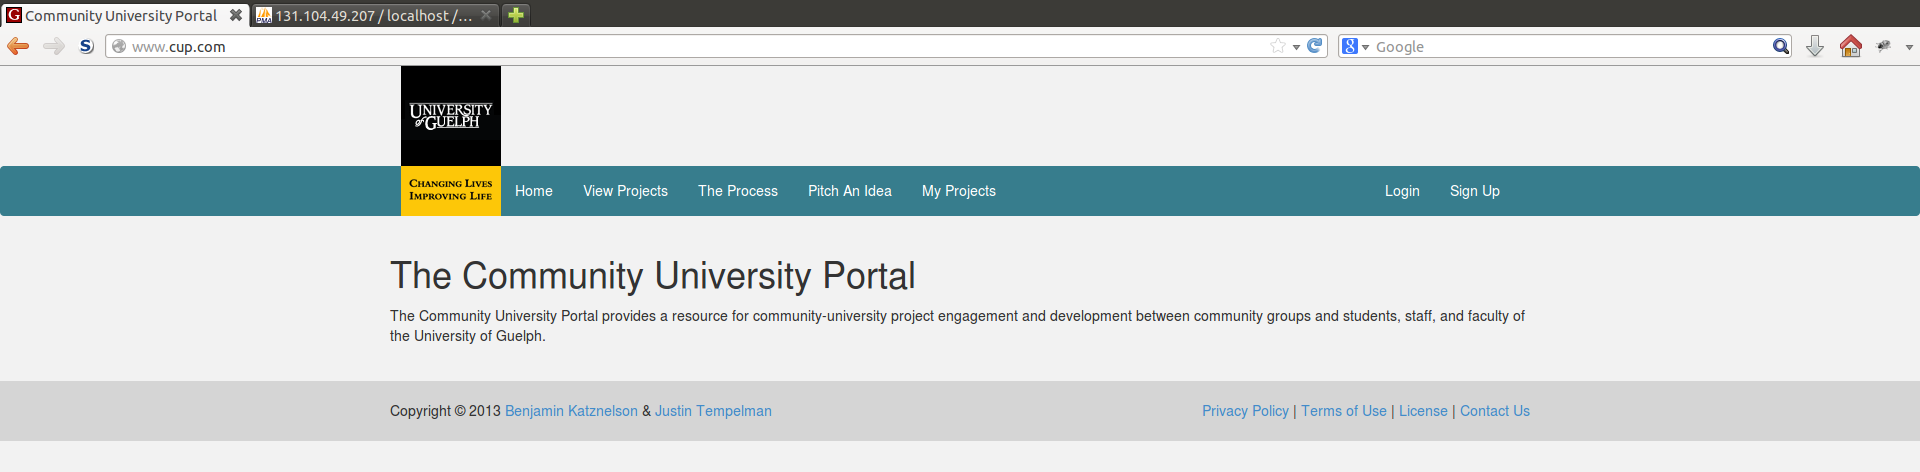 Community University Portal
131.104.49.207 / localhost /...
www.cup.com
Google
UNIVERSITY
of GUELPH
CHANGING LIVES
IMPROVING LIFE
Home View Projects The Process Pitch An Idea My Projects Login Sign Up
The Community University Portal
The Community University Portal provides a resource for community-university project engagement and development between community groups and students, staff, and faculty of
the University of Guelph.
Copyright © 2013 Benjamin Katznelson & Justin Tempelman Privacy Policy | Terms of Use | License | Contact Us